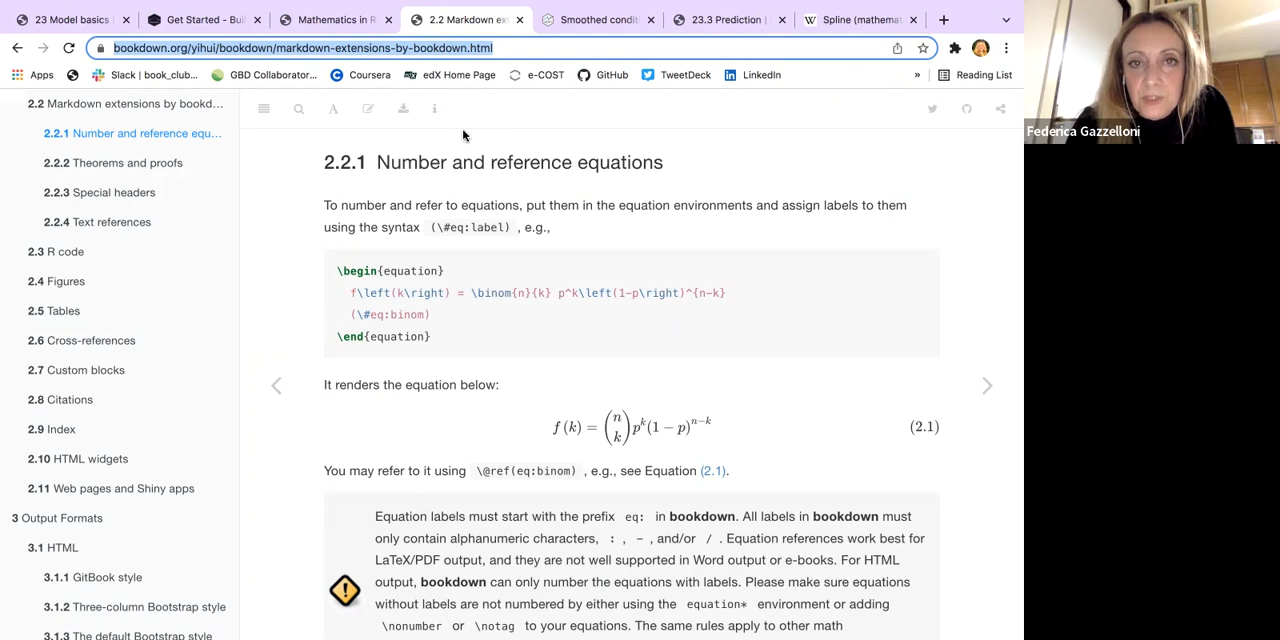 23 Model basics
Get Started - Bui
Mathematics in R
2.2 Markdown ex
Smoothed condit
23.3 Prediction |
Spline (mathemat
bookdown.org/yihui/bookdown/markdown-extensions-by-bookdown.html
Apps
Slack | book_club...
GBD Collaborator...
Coursera
edX Home Page
e-COST
GitHub
TweetDeck
LinkedIn
»
Reading List
Federica Gazzelloni
2.2 Markdown extensions by bookd...
2.2.1 Number and reference equ...
2.2.2 Theorems and proofs
2.2.3 Special headers
2.2.4 Text references
2.3 R code
2.4 Figures
2.5 Tables
2.6 Cross-references
2.7 Custom blocks
2.8 Citations
2.9 Index
2.10 HTML widgets
2.11 Web pages and Shiny apps
3 Output Formats
3.1 HTML
3.1.1 GitBook style
3.1.2 Three-column Bootstrap style
3.1.3 The default Bootstrap style
2.2.1 Number and reference equations
To number and refer to equations, put them in the equation environments and assign labels to them
using the syntax (\#eq:label) , e.g.,
\begin{equation}
f\left(k\right) = \binom{n}{k} p^k\left(1-p\right)^{n-k}
(\#eq:binom)
\end{equation}
It renders the equation below:
f (k) = (n k) p^k (1 − p)^{n−k} (2.1)
You may refer to it using \@ref(eq:binom) , e.g., see Equation (2.1).
Equation labels must start with the prefix eq: in bookdown. All labels in bookdown must
only contain alphanumeric characters, : , - , and/or / . Equation references work best for
LaTeX/PDF output, and they are not well supported in Word output or e-books. For HTML
output, bookdown can only number the equations with labels. Please make sure equations
without labels are not numbered by either using the equation* environment or adding
\nonumber or \notag to your equations. The same rules apply to other math